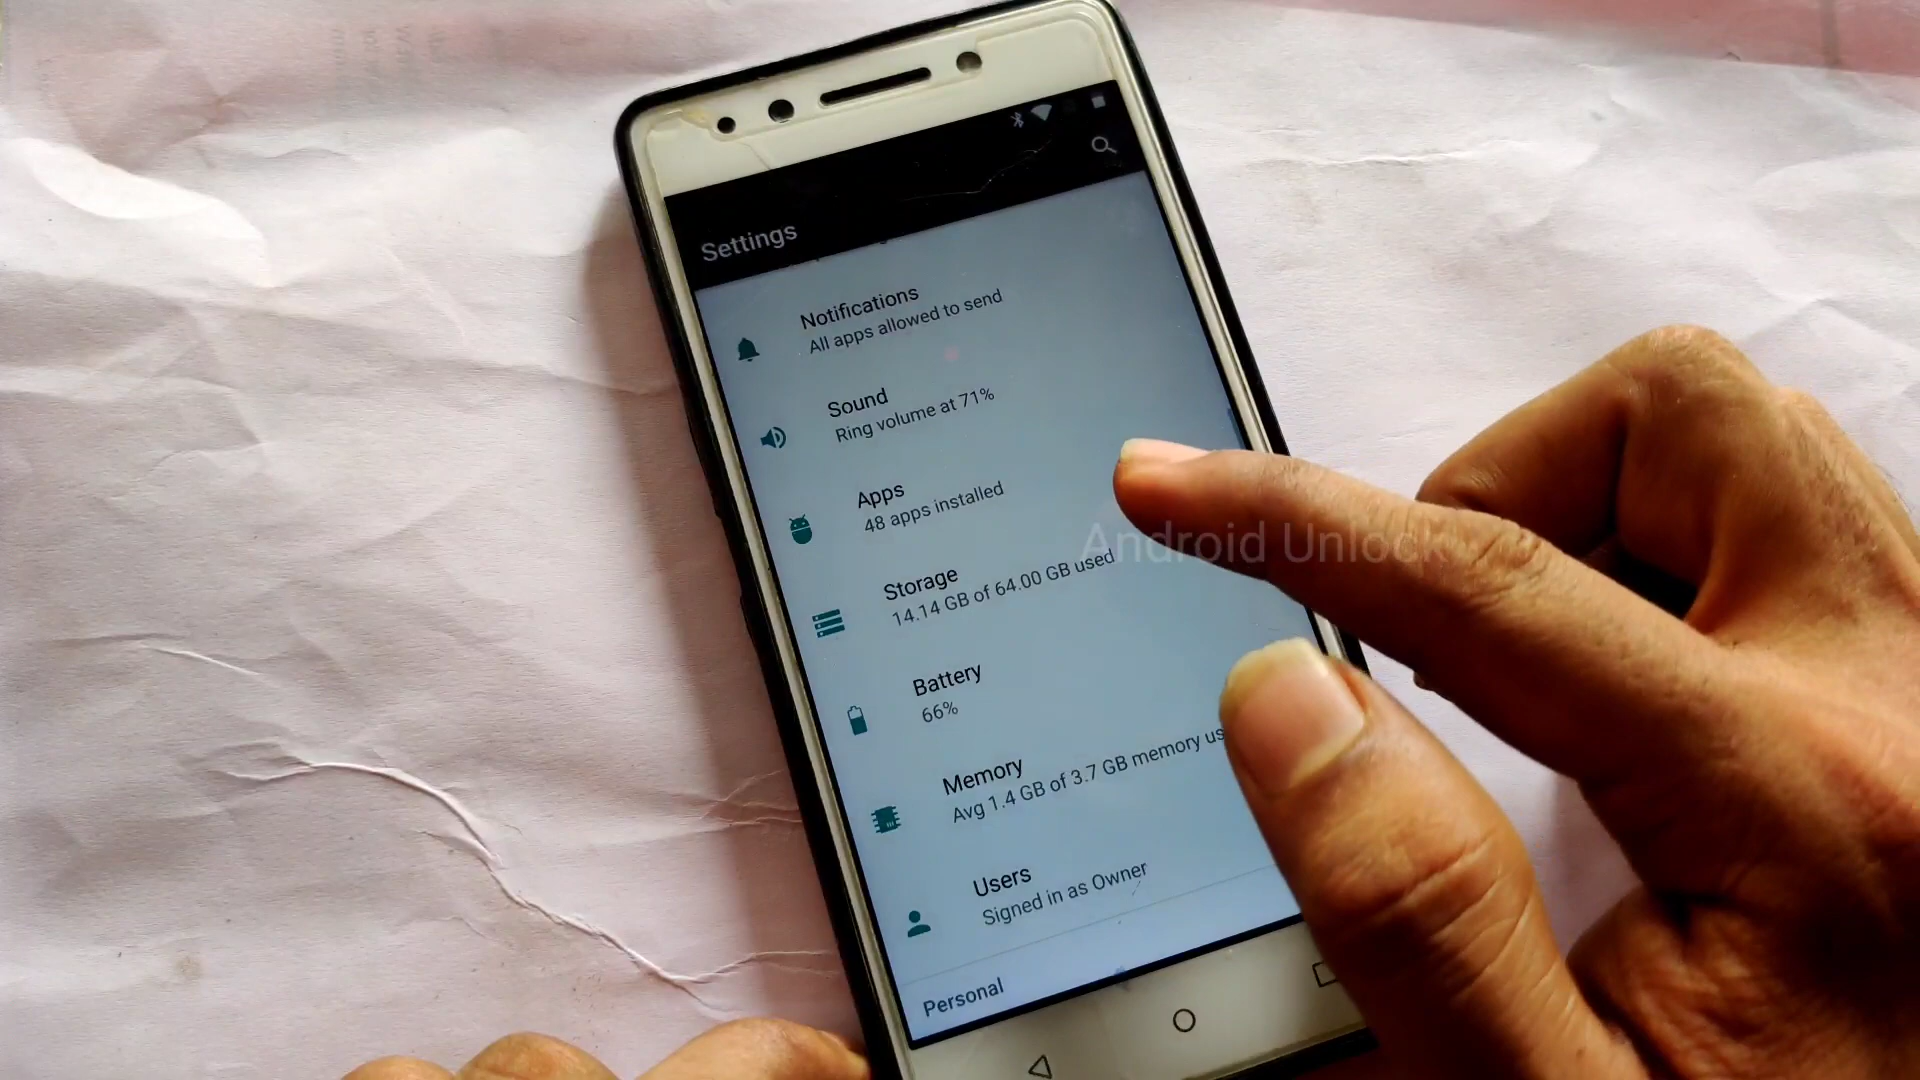 Settings
Notifications
All apps allowed to send
Sound
Ring volume at 71%
Apps
48 apps installed
Android Unlock
Storage
14.14 GB of 64.00 GB used
Battery
66%
Memory
Avg 1.4 GB of 3.7 GB memory us
Users
Signed in as Owner
Personal